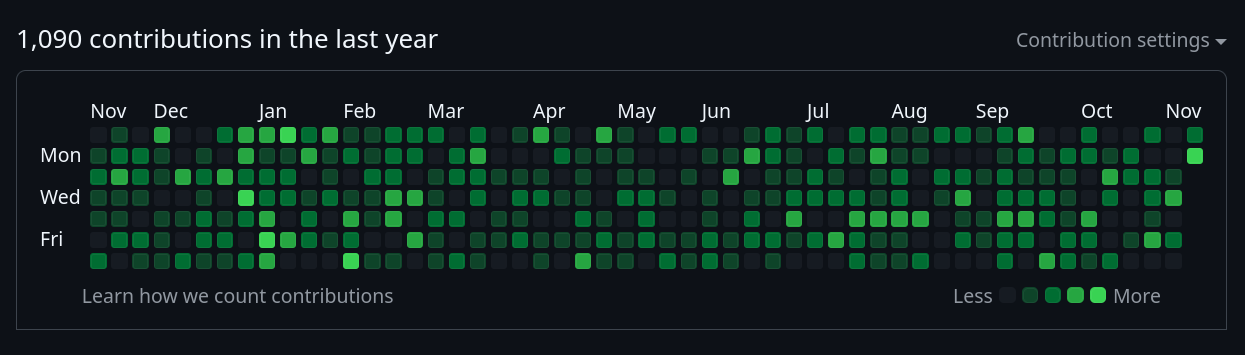 1,090 contributions in the last year
Contribution settings
Nov Dec Jan Feb Mar Apr May Jun Jul Aug Sep Oct Nov
Mon
Wed
Fri
Learn how we count contributions
Less More